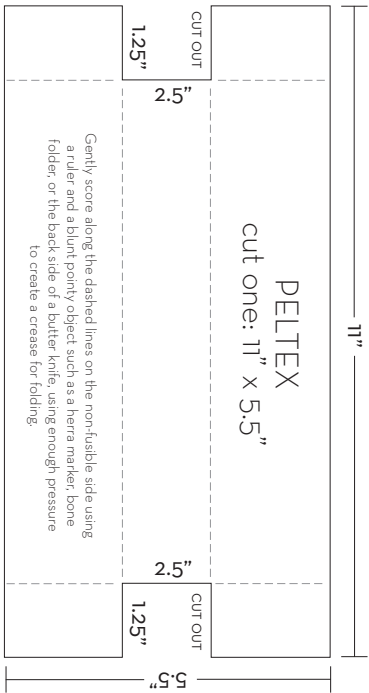 11"
CUT OUT
1.25"
2.5"
PELTEX
cut one: 11" x 5.5"
Gently score along the dashed lines on the non-fusible side using
a ruler and a blunt pointy object such as a herra marker, bone
folder, or the back side of a butter knife, using enough pressure
to create a crease for folding.
2.5"
CUT OUT
1.25"
5.5"